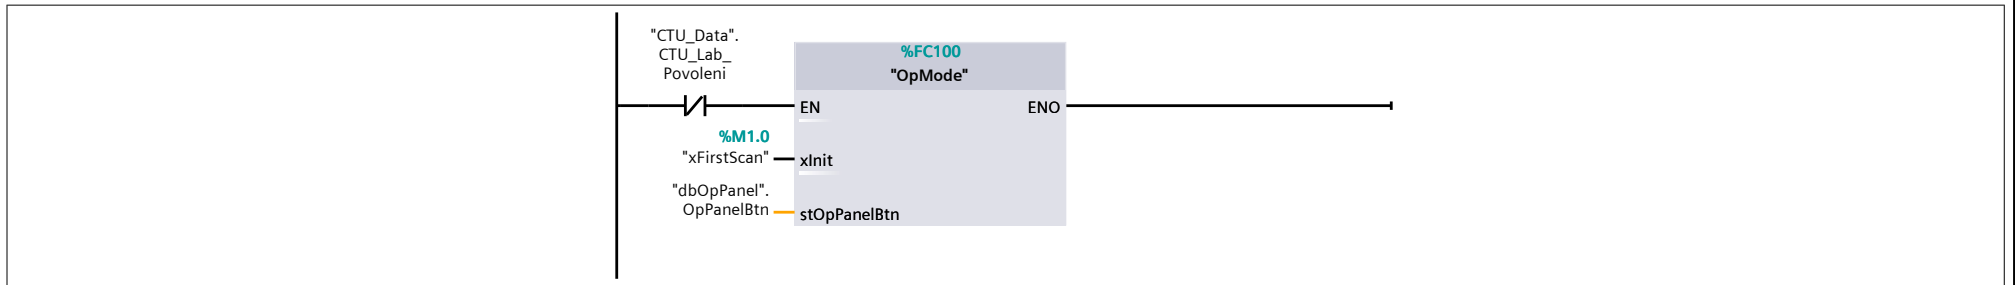 "CTU_Data".
CTU_Lab_
Povoleni
%FC100
"OpMode"
EN
ENO
%M1.0
"xFirstScan"
xInit
"dbOpPanel".
OpPanelBtn
stOpPanelBtn